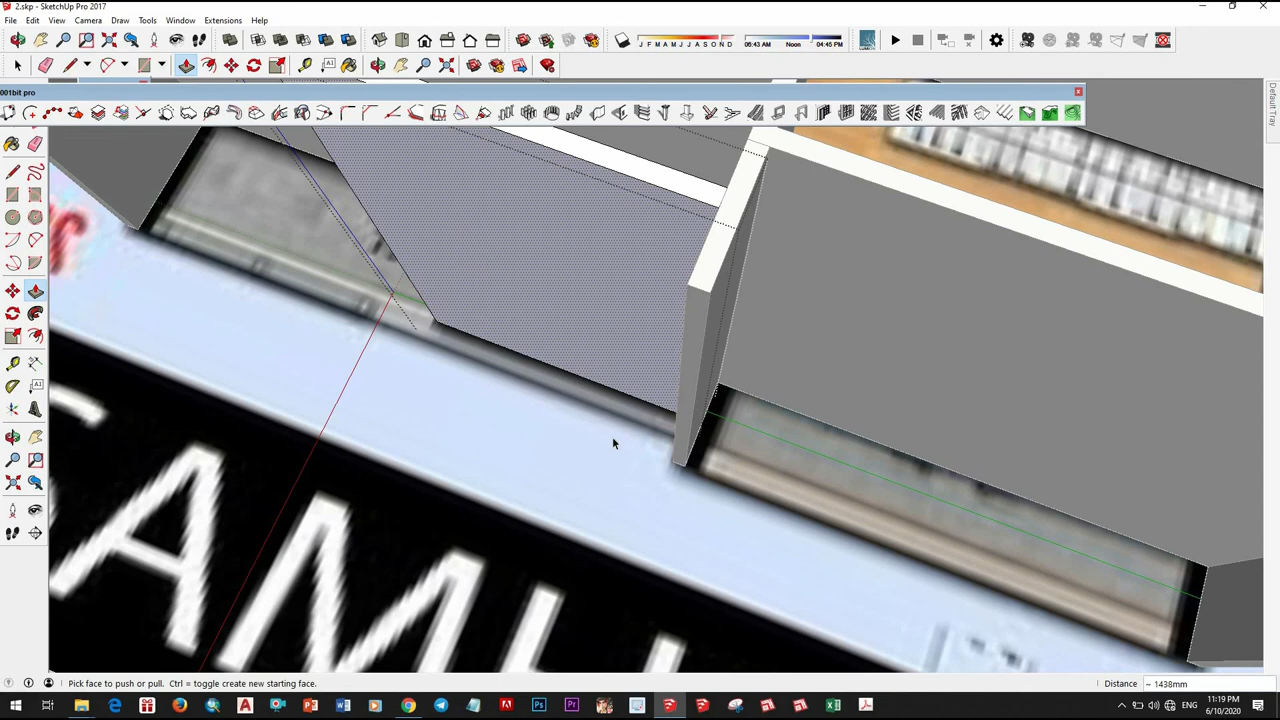 2.skp - SketchUp Pro 2017
File Edit View Camera Draw Tools Window Extensions Help
J F M A M J J A S O N D 06:43 AM Noon 04:45 PM
001bit pro
Default Tray
Pick face to push or pull. Ctrl = toggle create new starting face.
Distance ~ 1438mm
ENG 11:19 PM
6/10/2020